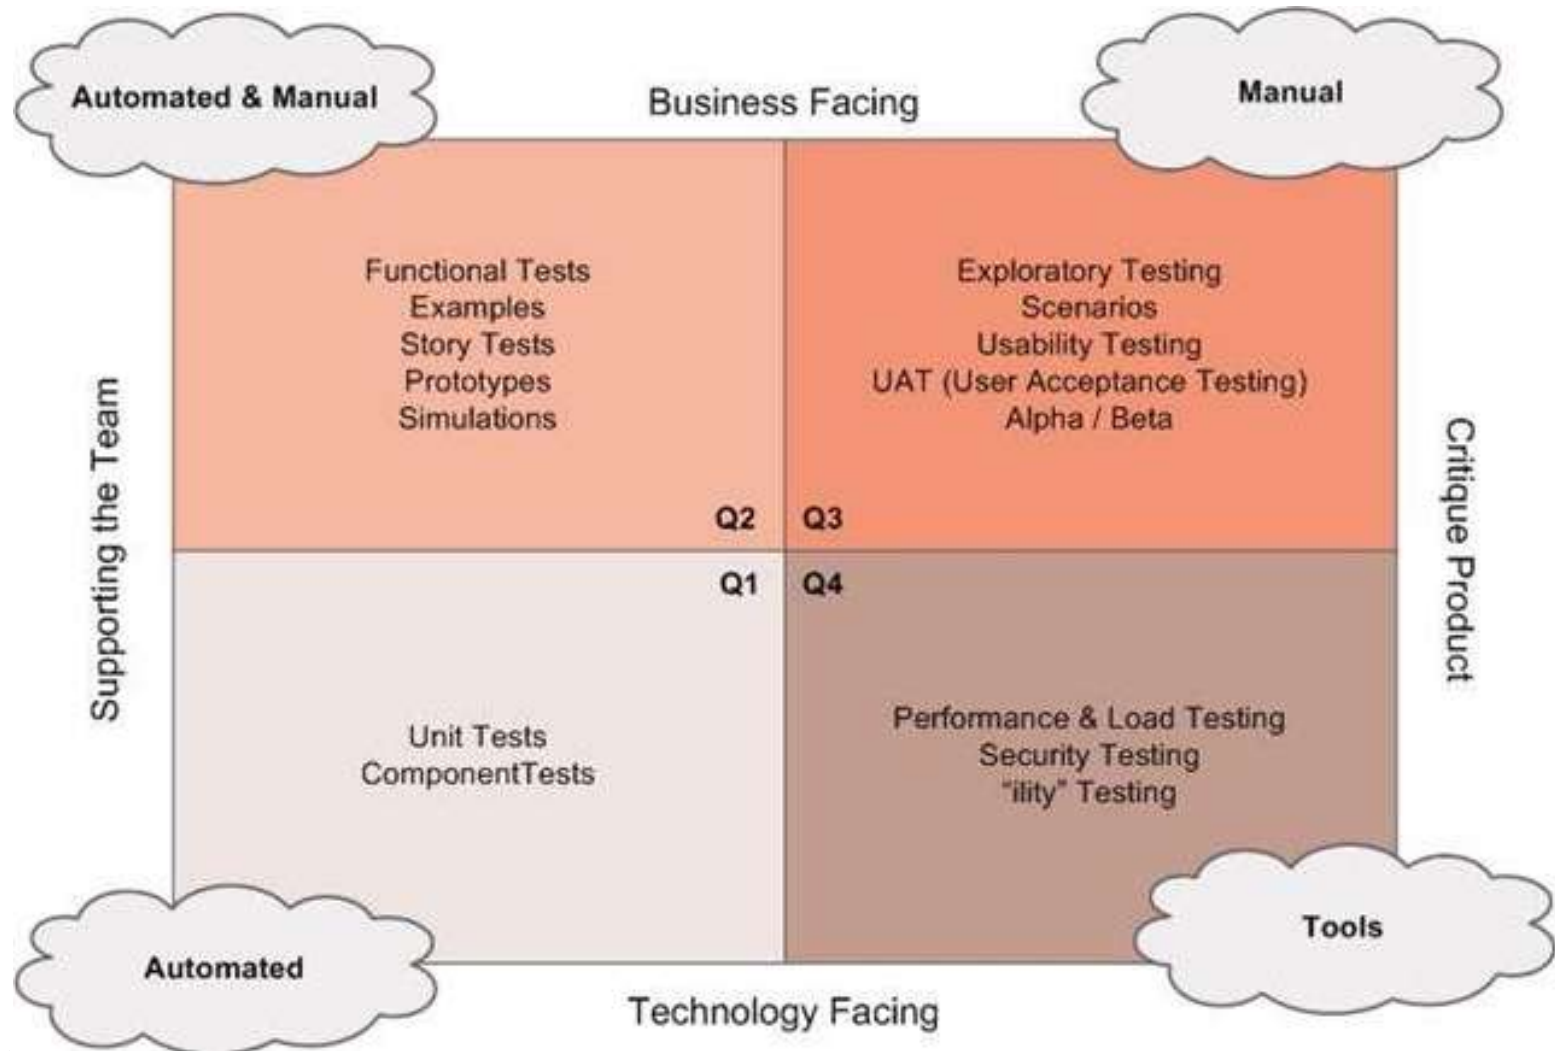 Automated & Manual
Business Facing
Manual
Functional Tests
Examples
Story Tests
Prototypes
Simulations
Q2
Exploratory Testing
Scenarios
Usability Testing
UAT (User Acceptance Testing)
Alpha / Beta
Q3
Supporting the Team
Critique Product
Q1
Unit Tests
ComponentTests
Q4
Performance & Load Testing
Security Testing
“ility” Testing
Automated
Technology Facing
Tools